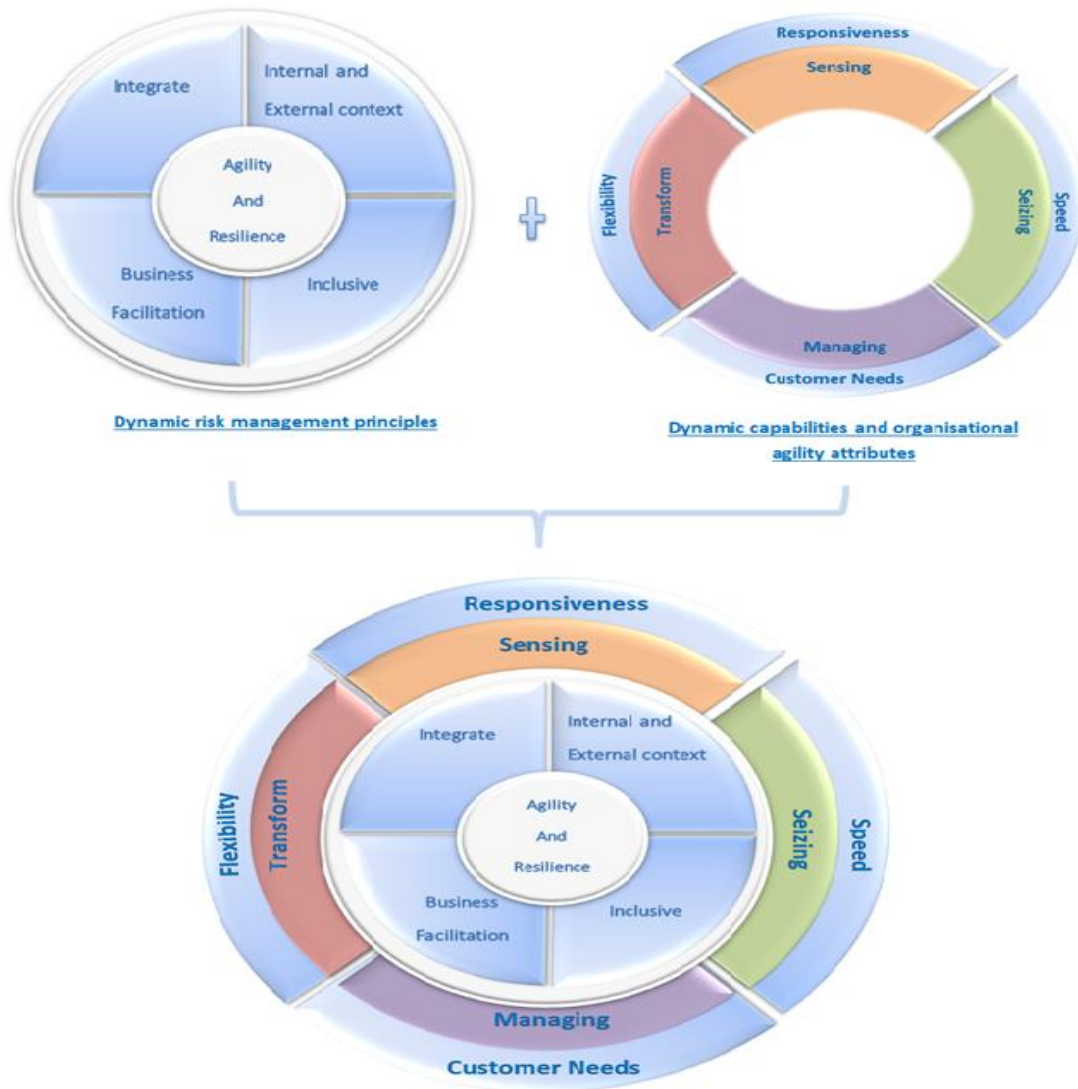 Integrate
Internal and
External context
Agility
And
Resilience
Business
Facilitation
Inclusive
Dynamic risk management principles
+
Responsiveness
Sensing
Flexibility
Transform
Seizing
Speed
Managing
Customer Needs
Dynamic capabilities and organisational
agility attributes
Responsiveness
Sensing
Flexibility
Transform
Integrate
Internal and
External context
Agility
And
Resilience
Business
Facilitation
Inclusive
Seizing
Speed
Managing
Customer Needs